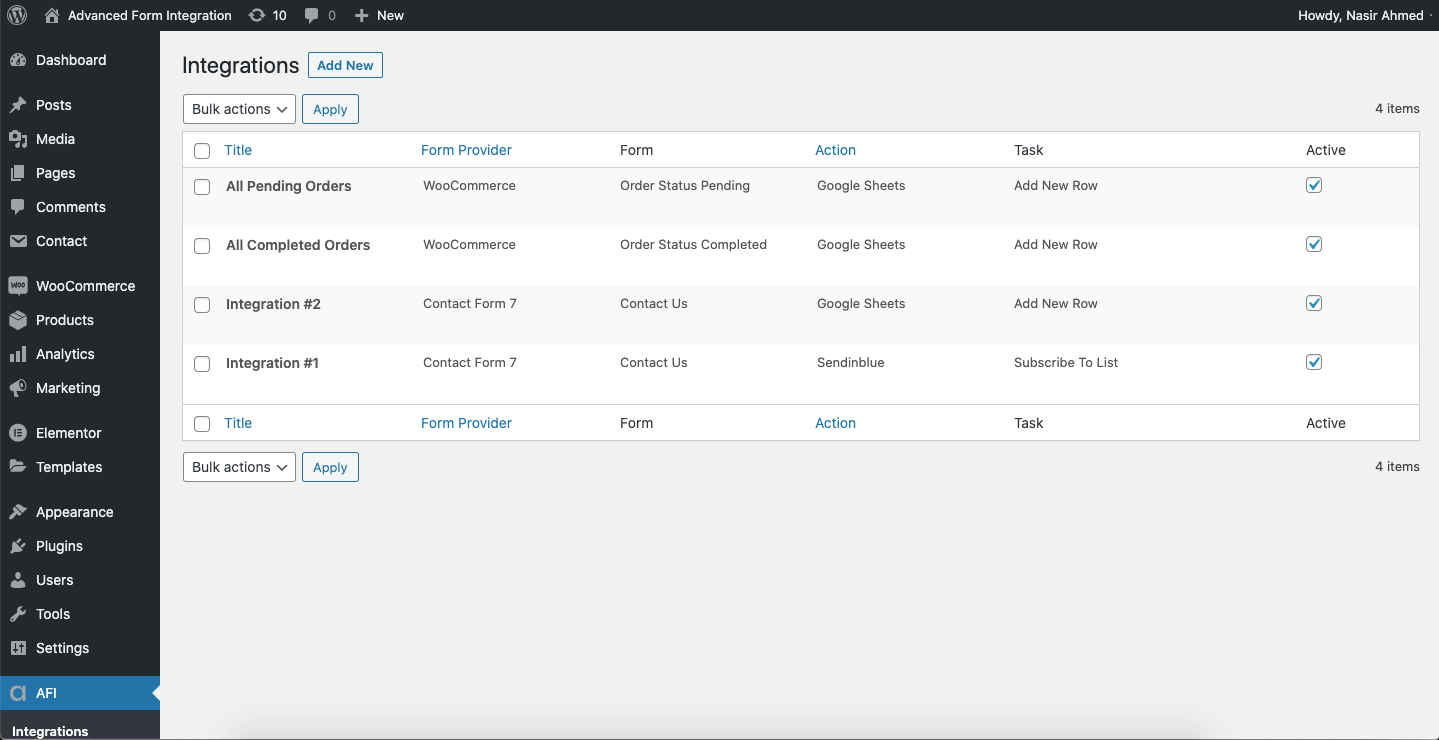 Advanced Form Integration 10 0 New Howdy, Nasir Ahmed
Dashboard
Posts
Media
Pages
Comments
Contact
WooCommerce
Products
Analytics
Marketing
Elementor
Templates
Appearance
Plugins
Users
Tools
Settings
AFI
Integrations
Integrations Add New
Bulk actions Apply 4 items
Title Form Provider Form Action Task Active
All Pending Orders WooCommerce Order Status Pending Google Sheets Add New Row
All Completed Orders WooCommerce Order Status Completed Google Sheets Add New Row
Integration #2 Contact Form 7 Contact Us Google Sheets Add New Row
Integration #1 Contact Form 7 Contact Us Sendinblue Subscribe To List
Title Form Provider Form Action Task Active
Bulk actions Apply 4 items